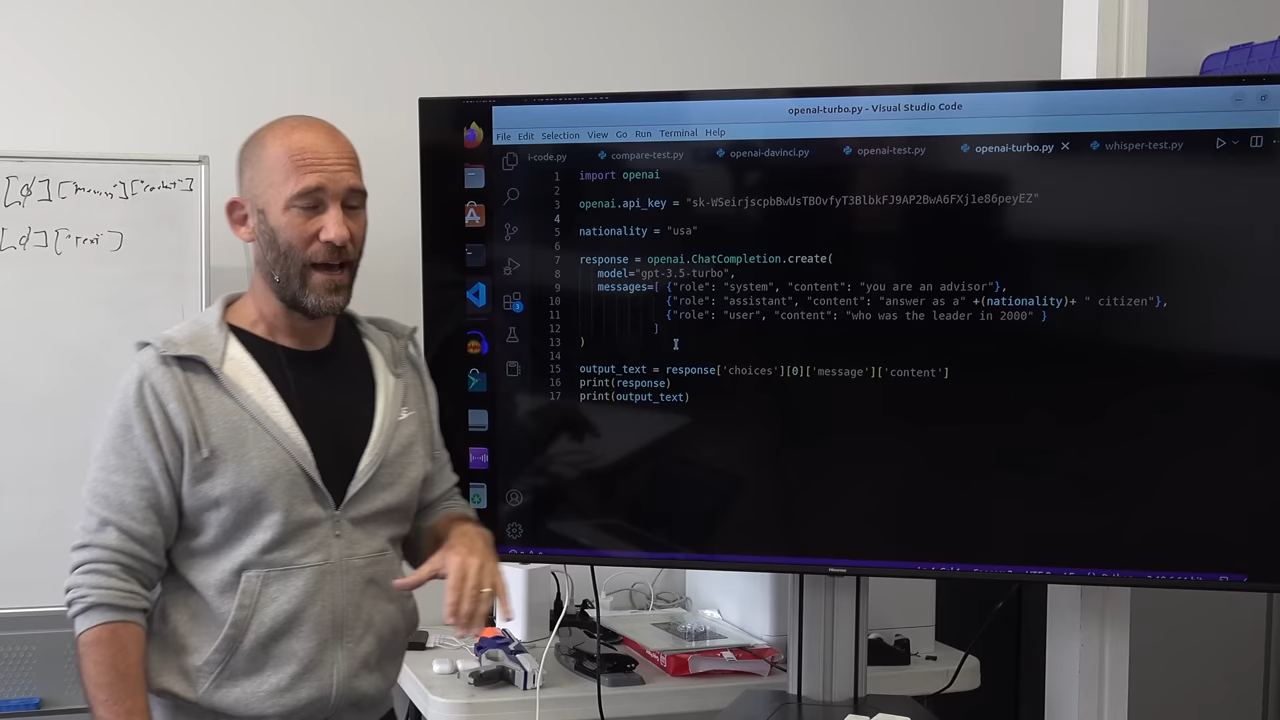 openai-turbo.py - Visual Studio Code
File Edit Selection View Go Run Terminal Help
i-code.py compare-test.py openai-davinci.py openai-test.py openai-turbo.py whisper-test.py
1 import openai
2
3 openai.api_key = "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"
4
5 nationality = "usa"
6
7 response = openai.ChatCompletion.create(
8 model="gpt-3.5-turbo",
9 messages=[ {"role": "system", "content": "you are an advisor"},
10 {"role": "assistant", "content": "answer as a" +(nationality)+ " citizen"},
11 {"role": "user", "content": "who was the leader in 2000" }
12 ]
13 )
14
15 output_text = response['choices'][0]['message']['content']
16 print(response)
17 print(output_text)
Hisense